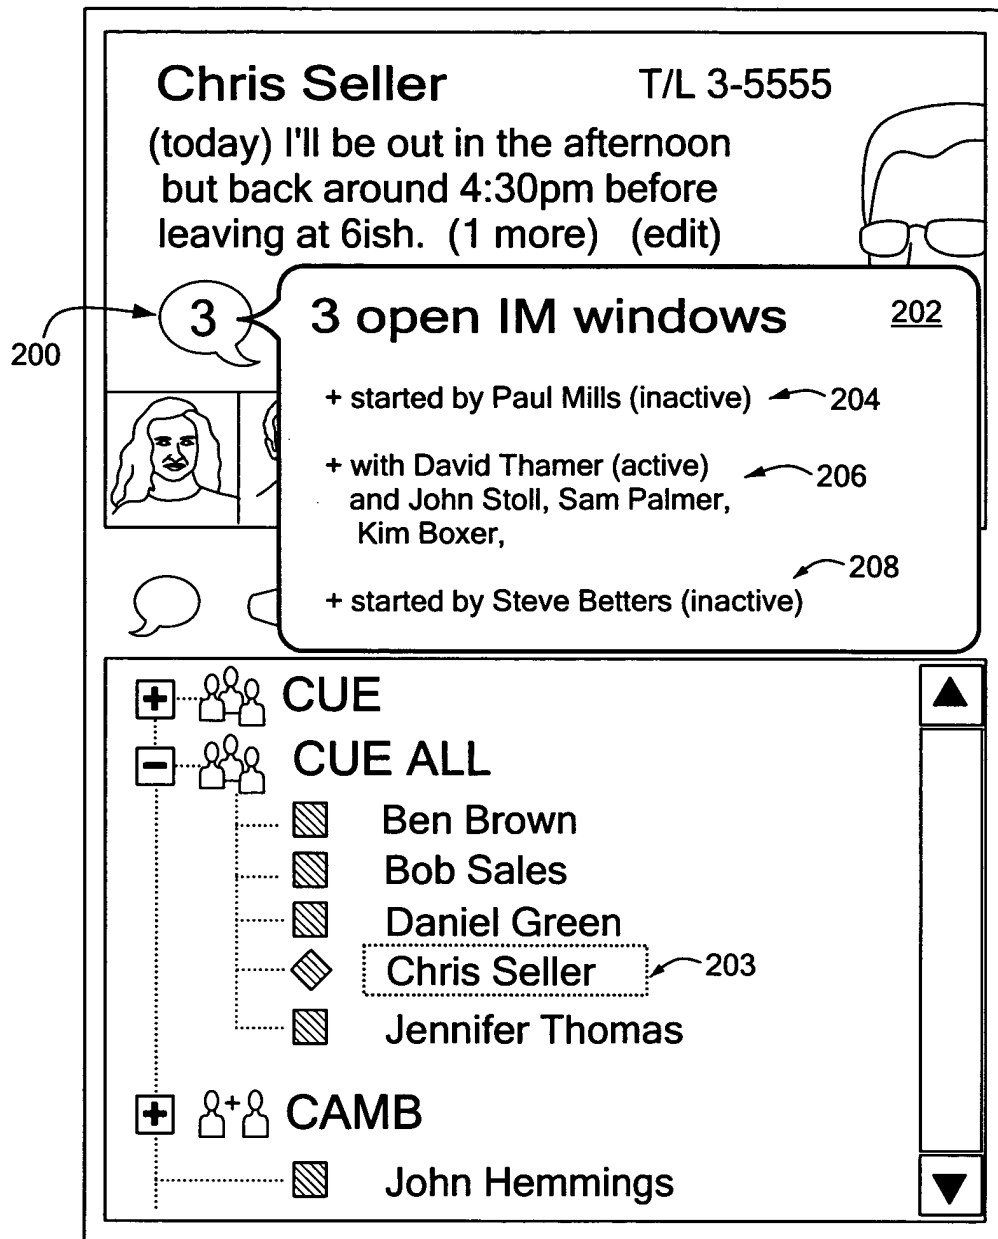 Chris Seller T/L 3-5555
(today) I'll be out in the afternoon
but back around 4:30pm before
leaving at 6ish. (1 more) (edit)
200
3
3 open IM windows 202
+ started by Paul Mills (inactive) 204
+ with David Thamer (active) 206
and John Stoll, Sam Palmer,
Kim Boxer,
208
+ started by Steve Betters (inactive)
+ CUE
- CUE ALL
Ben Brown
Bob Sales
Daniel Green
Chris Seller 203
Jennifer Thomas
+ + CAMB
John Hemmings